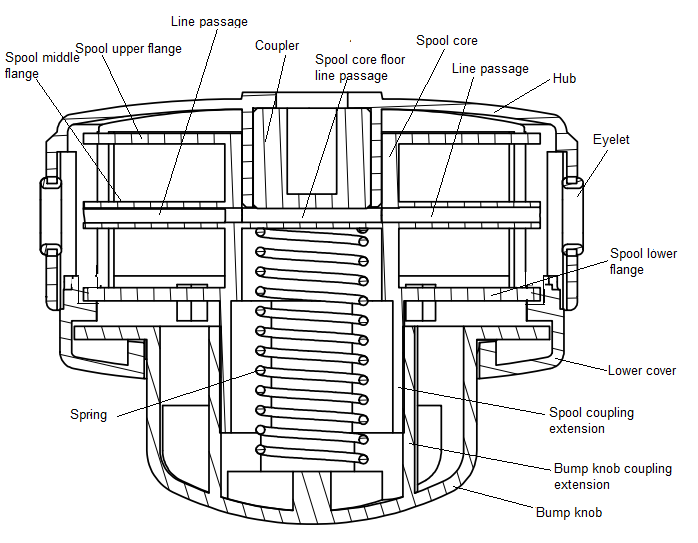 Line passage
Spool upper flange
Coupler
Spool core
Spool middle
flange
Spool core floor
line passage
Line passage
Hub
Eyelet
Spool lower
flange
Lower cover
Spring
Spool coupling
extension
Bump knob coupling
extension
Bump knob